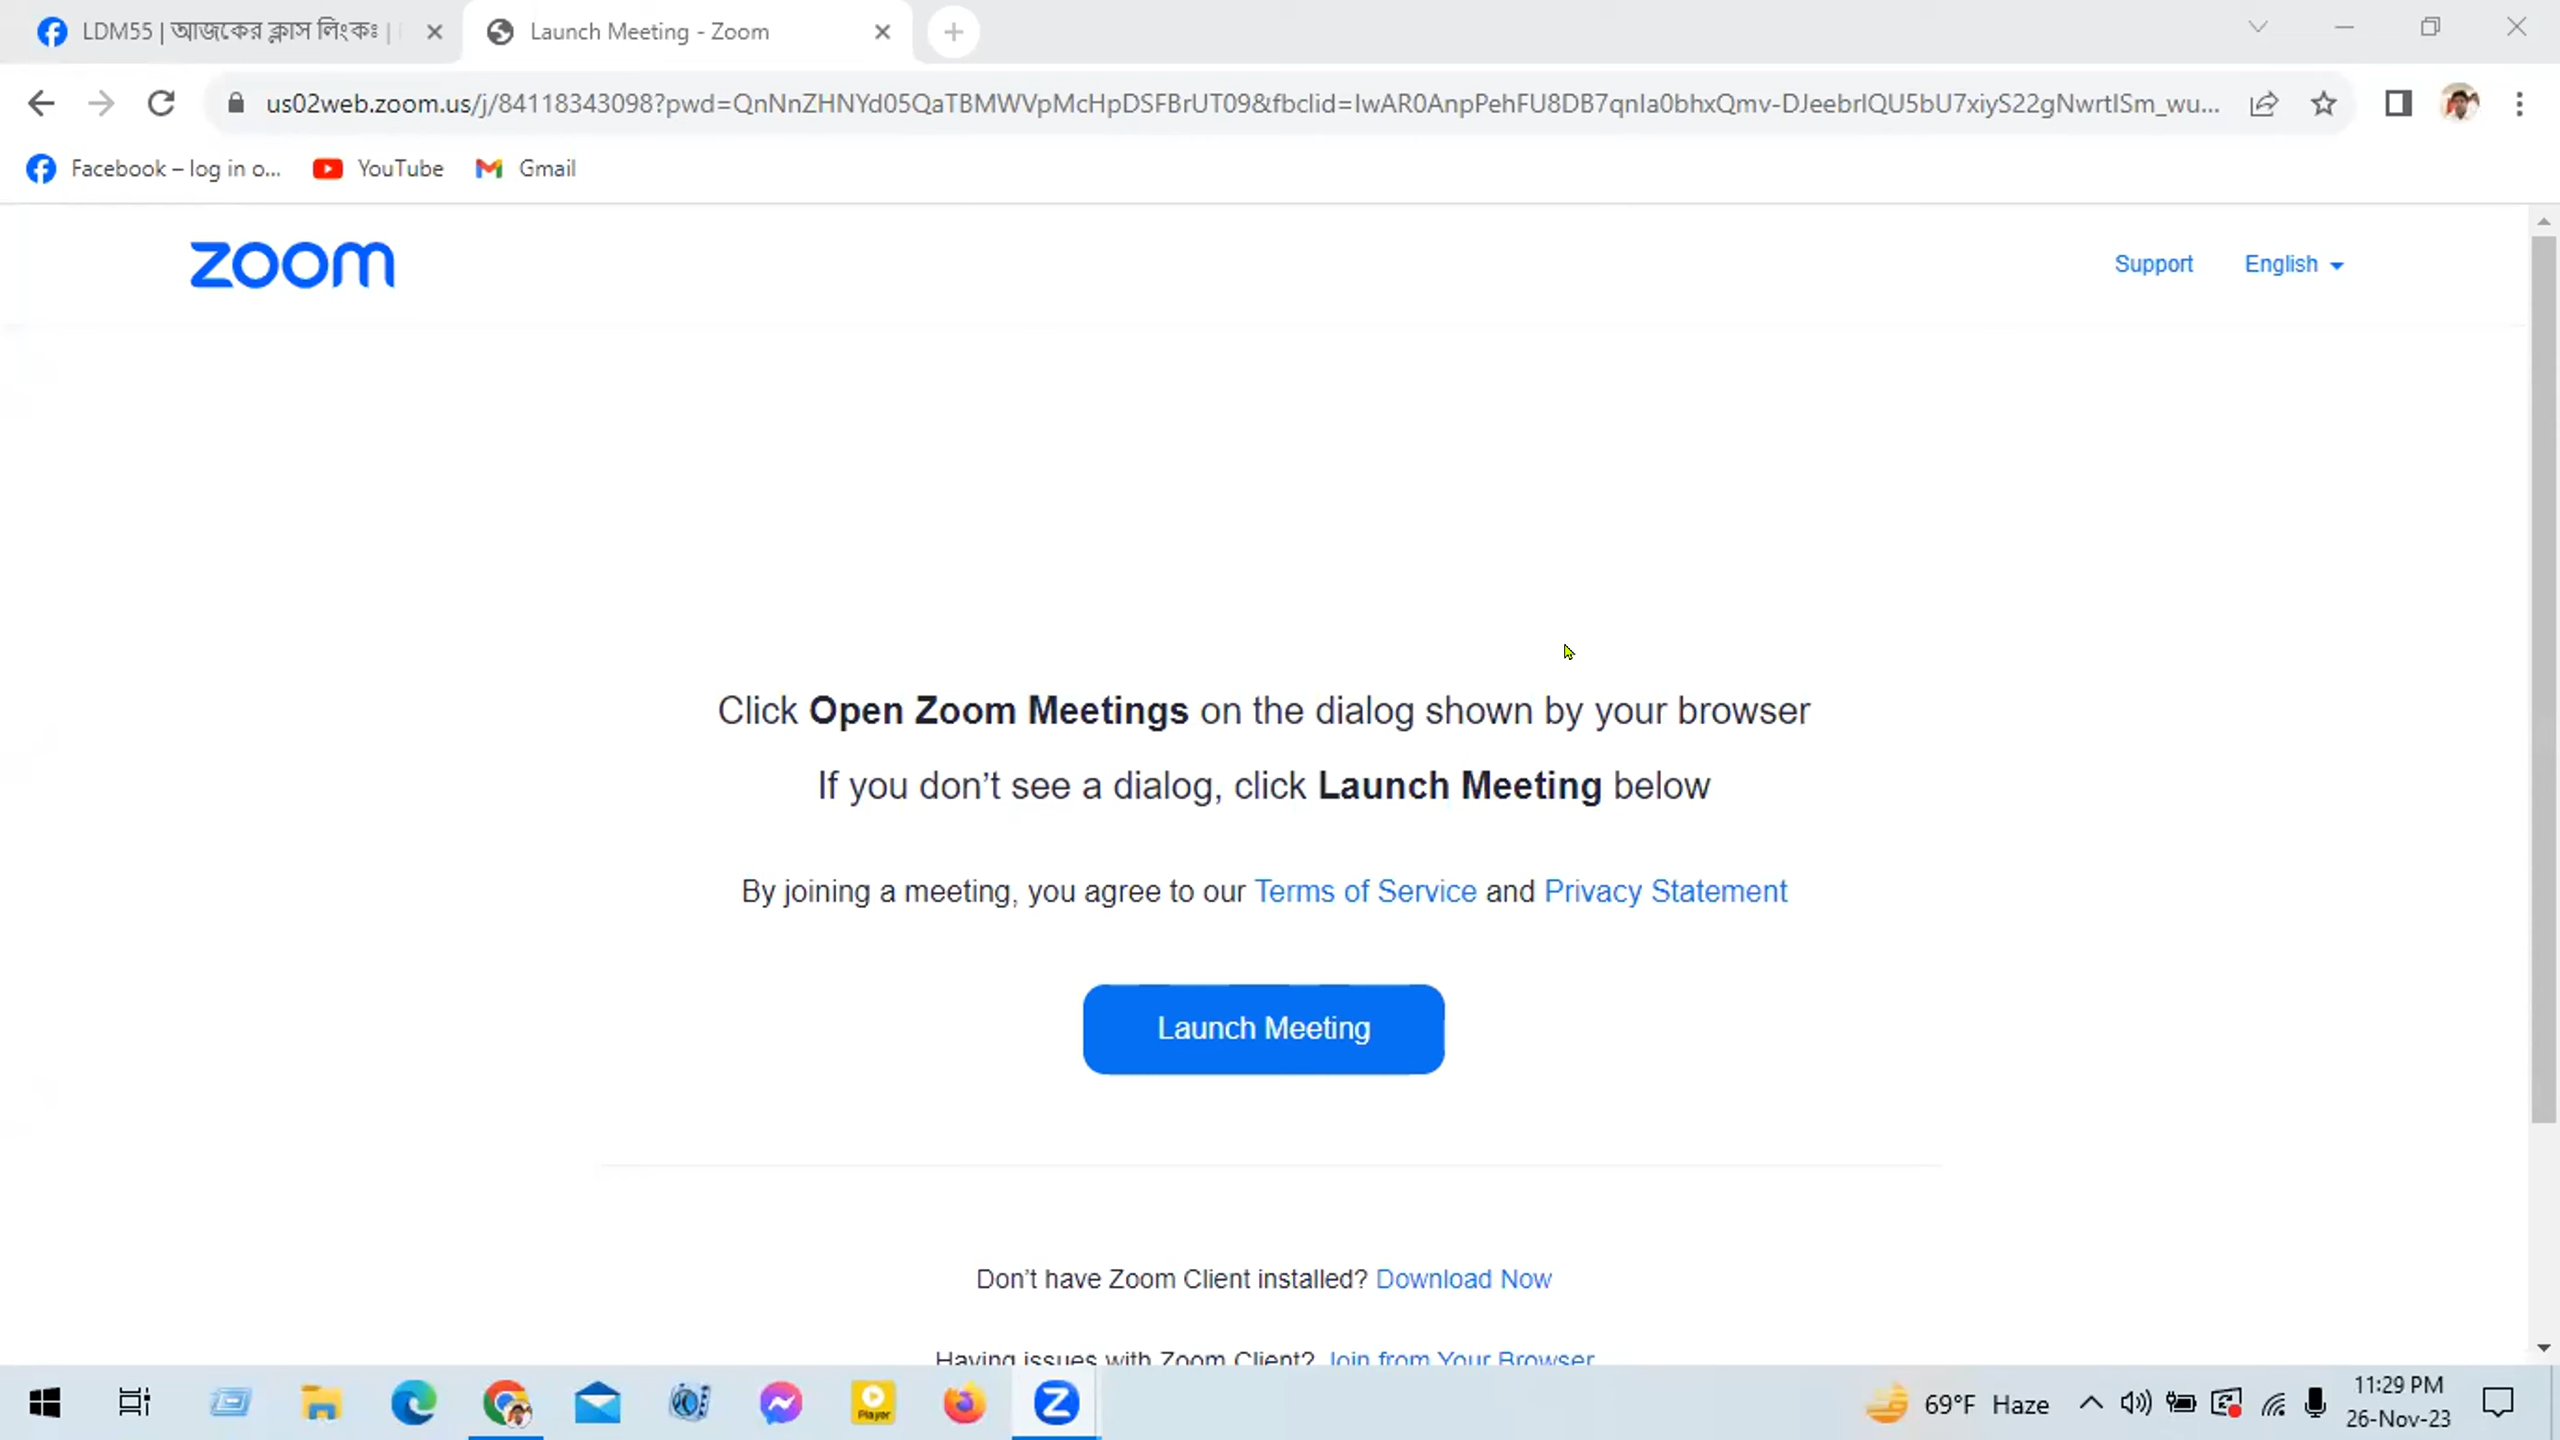 LDM55 | আজকের ক্লাস লিংকঃ |
Launch Meeting - Zoom
us02web.zoom.us/j/84118343098?pwd=QnNnZHNYd05QaTBMWVpMcHpDSFBrUT09&fbclid=IwAR0AnpPehFU8DB7qnIa0bhxQmv-DJeebrIQU5bU7xiyS22gNwrtISm_wu...
Facebook – log in o...
YouTube
Gmail
zoom
Support
English
Click Open Zoom Meetings on the dialog shown by your browser
If you don’t see a dialog, click Launch Meeting below
By joining a meeting, you agree to our Terms of Service and Privacy Statement
Launch Meeting
Don’t have Zoom Client installed? Download Now
Having issues with Zoom Client? Join from Your Browser
Player
69°F Haze
11:29 PM
26-Nov-23